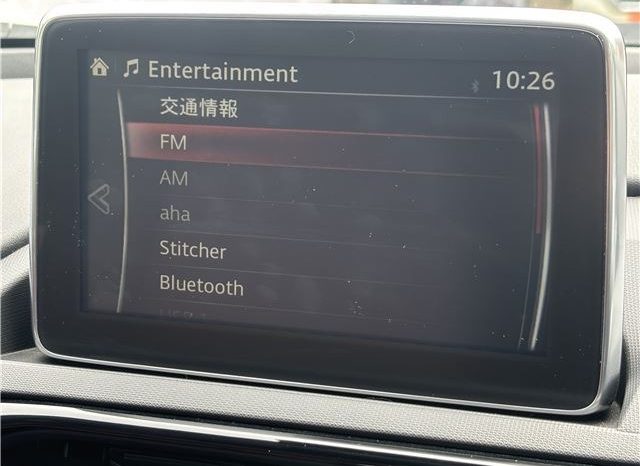 Entertainment 10:26
交通情報
FM
AM
aha
Stitcher
Bluetooth